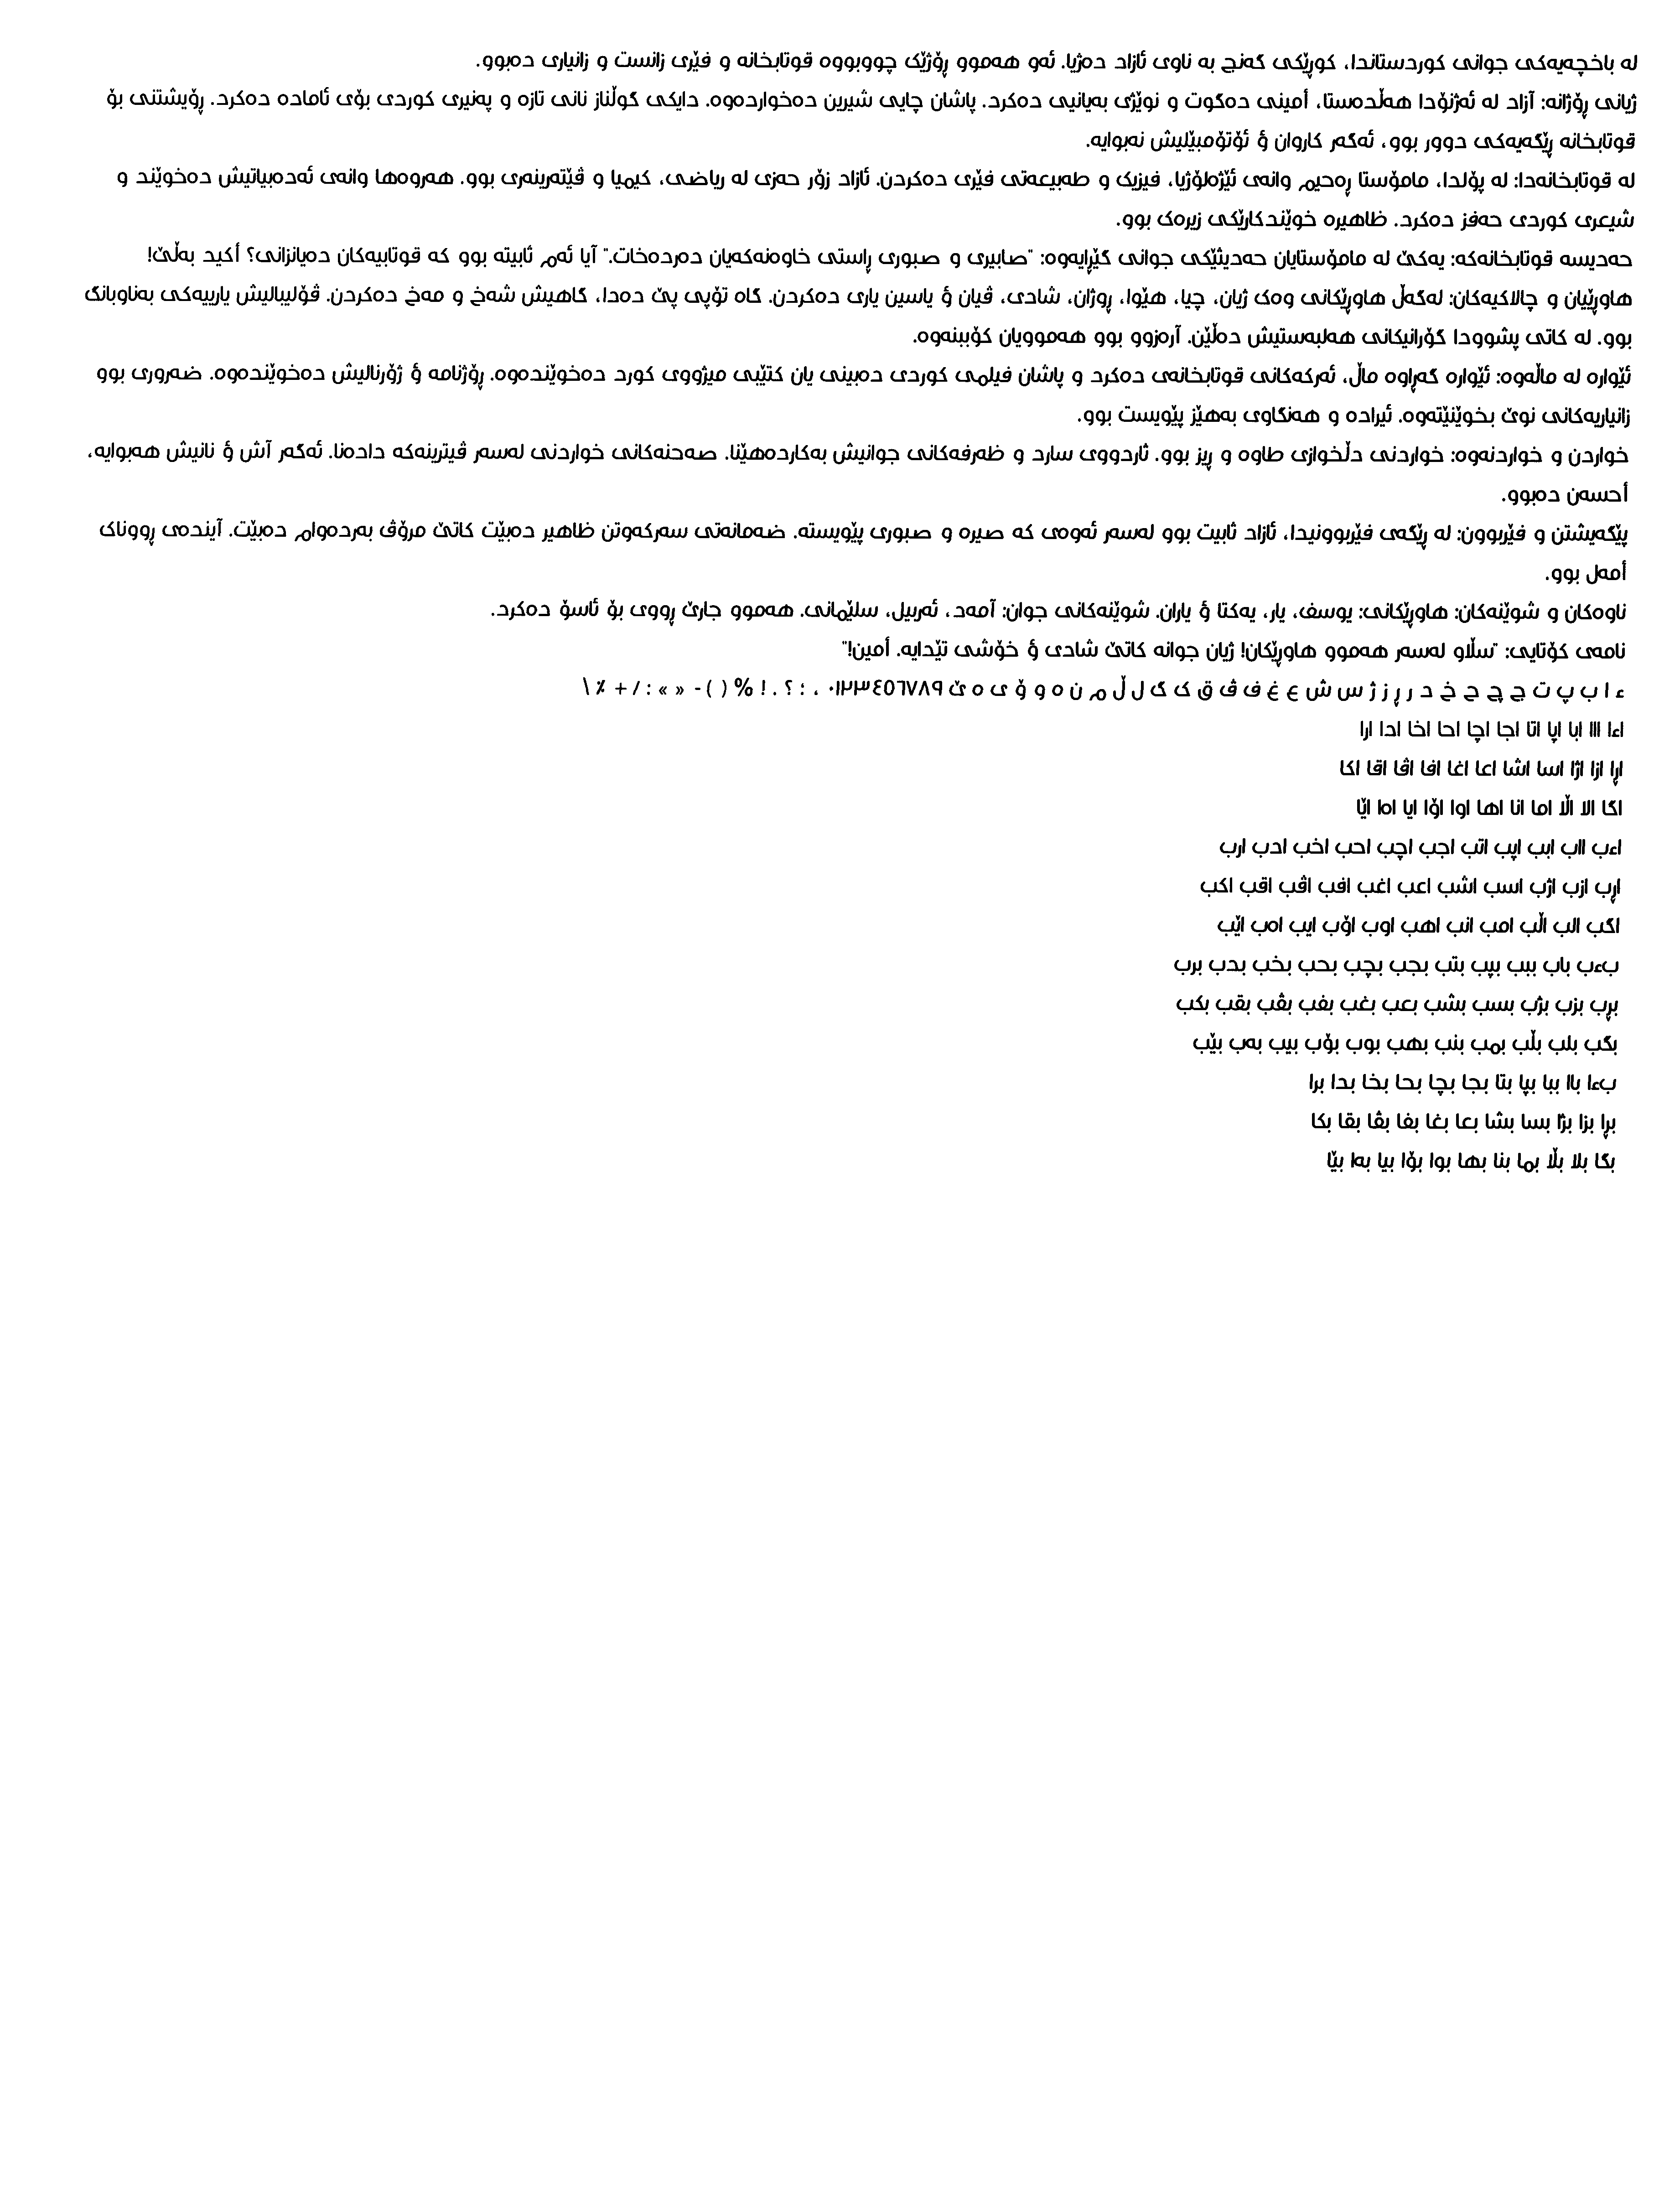 لە باخچەیەکی جوانی کوردستاندا، کوڕێکی گەنج بە ناوی ئازاد دەژیا. ئەو هەموو ڕۆژێک چووبووە قوتابخانە و فێری زانست و زانیاری دەبوو.
ژیانی ڕۆژانە: آزاد لە ئەژنۆدا هەڵدەستا، أمینی دەگوت و نوێژی بەیانیی دەکرد. پاشان چایی شیرین دەخواردەوە. دایکی گوڵناز نانی تازە و پەنیری کوردی بۆی ئامادە دەکرد. ڕۆیشتنی بۆ
قوتابخانە ڕێگەیەکی دوور بوو، ئەگەر کاروان ؤ ئۆتۆمبێلیش نەبوایە.
لە قوتابخانەدا: لە پۆلدا، مامۆستا ڕەحیم وانەی ئێژەلۆژیا، فیزیک و طەبیعەتی فێری دەکردن. ئازاد زۆر حەزی لە ریاضی، کیمیا و ڤێتەرینەری بوو. هەروەها وانەی ئەدەبیاتیش دەخوێند و
شیعری کوردی حەفز دەکرد. ظاهیرە خوێندکارێکی زیرەک بوو.
حەدیسە قوتابخانەکە: یەکێ لە مامۆستایان حەدیثێکی جوانی گێڕایەوە: "صابیری و صبوری ڕاستی خاوەنەکەیان دەردەخات." آیا ئەم ثابیتە بوو کە قوتابیەکان دەیانزانی؟ أکید بەڵێ!
هاوڕێیان و چالاکیەکان: لەگەڵ هاوڕێکانی وەک ژیان، چیا، هێوا، ڕوژان، شادی، ڤیان ؤ یاسین یاری دەکردن. گاە تۆپی پێ دەدا، گاهیش شەخ و مەخ دەکردن. ڤۆلیبالیش یارییەکی بەناوبانگ
بوو. لە کاتی پشوودا گۆرانیکانی هەلبەستیش دەڵێن. آرەزوو بوو هەموویان کۆببنەوە.
ئێوارە لە ماڵەوە: ئێوارە گەڕاوە ماڵ، ئەرکەکانی قوتابخانەی دەکرد و پاشان فیلمی کوردی دەبینی یان کتێبی میژووی کورد دەخوێندەوە. ڕۆژنامە ؤ ژۆرنالیش دەخوێندەوە. ضەروری بوو
زانیاریەکانی نوێ بخوێنێتەوە. ئیرادە و هەنگاوی بەهێز پێویست بوو.
خواردن و خواردنەوە: خواردنی دڵخوازی طاوە و ڕیز بوو. ثاردووی سارد و ظەرفەکانی جوانیش بەکاردەهێنا. صەحنەکانی خواردنی لەسەر ڤیترینەکە دادەنا. ئەگەر آش ؤ نانیش هەبوایە،
أحسەن دەبوو.
پێگەیشتن و فێربوون: لە ڕێگەی فێربوونیدا، ئازاد ثابیت بوو لەسەر ئەوەی کە صیرە و صبوری پێویستە. ضەمانەتی سەرکەوتن ظاهیر دەبێت کاتێ مرۆڤ بەردەوام دەبێت. آیندەی ڕووناک
أمەل بوو.
ناوەکان و شوێنەکان: هاوڕێکانی: یوسف، یار، یەکتا ؤ یاران. شوێنەکانی جوان: آمەد، ئەربیل، سلێمانی. هەموو جارێ ڕووی بۆ ئاسۆ دەکرد.
نامەی کۆتایی: "سڵاو لەسەر هەموو هاوڕێکان! ژیان جوانە کاتێ شادی ؤ خۆشی تێدایە. أمین!"
ء ا ب پ ت ج چ ح خ د ر ڕ ز ژ س ش ع غ ف ڤ ق ک گ ل ڵ م ن ە و ۆ ی ە ێ ٠١٢٣٤٥٦٧٨٩ ، ؛ ؟ . ! % ( ) - « » : / + ٪ \
اءا ااا ابا اپا اتا اجا اچا احا اخا ادا ارا
اڕا ازا اژا اسا اشا اعا اغا افا اڤا اقا اکا
اگا الا اڵا اما انا اها اوا اۆا ایا اەا اێا
اءب ااب ابب اپب اتب اجب اچب احب اخب ادب ارب
اڕب ازب اژب اسب اشب اعب اغب افب اڤب اقب اکب
اگب الب اڵب امب انب اهب اوب اۆب ایب اەب اێب
بءب باب ببب بپب بتب بجب بچب بحب بخب بدب برب
بڕب بزب بژب بسب بشب بعب بغب بفب بڤب بقب بکب
بگب بلب بڵب بمب بنب بهب بوب بۆب بیب بەب بێب
بءا باا ببا بپا بتا بجا بچا بحا بخا بدا برا
بڕا بزا بژا بسا بشا بعا بغا بفا بڤا بقا بکا
بگا بلا بڵا بما بنا بها بوا بۆا بیا بەا بێا